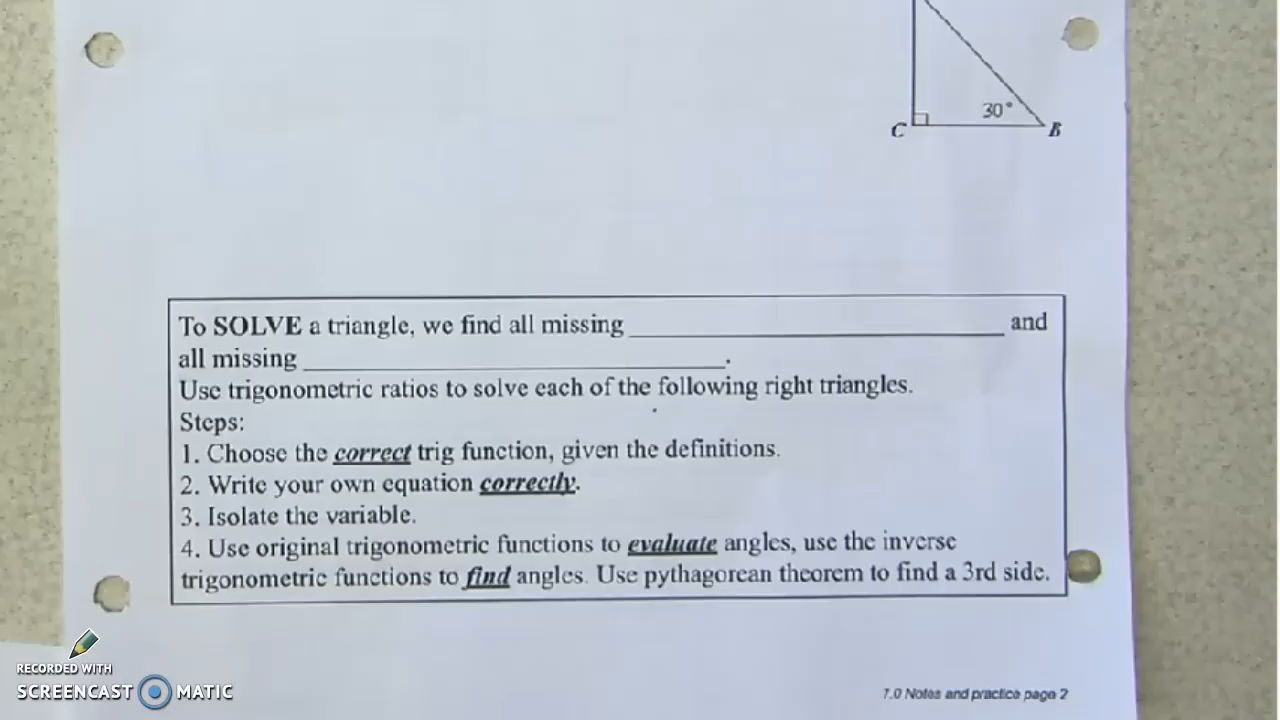 30°
C
B
To SOLVE a triangle, we find all missing ______________ and
all missing ______________.
Use trigonometric ratios to solve each of the following right triangles.
Steps:
1. Choose the correct trig function, given the definitions.
2. Write your own equation correctly.
3. Isolate the variable.
4. Use original trigonometric functions to evaluate angles, use the inverse
trigonometric functions to find angles. Use pythagorean theorem to find a 3rd side.
RECORDED WITH
SCREENCAST MATIC
7.0 Notes and practice page 2